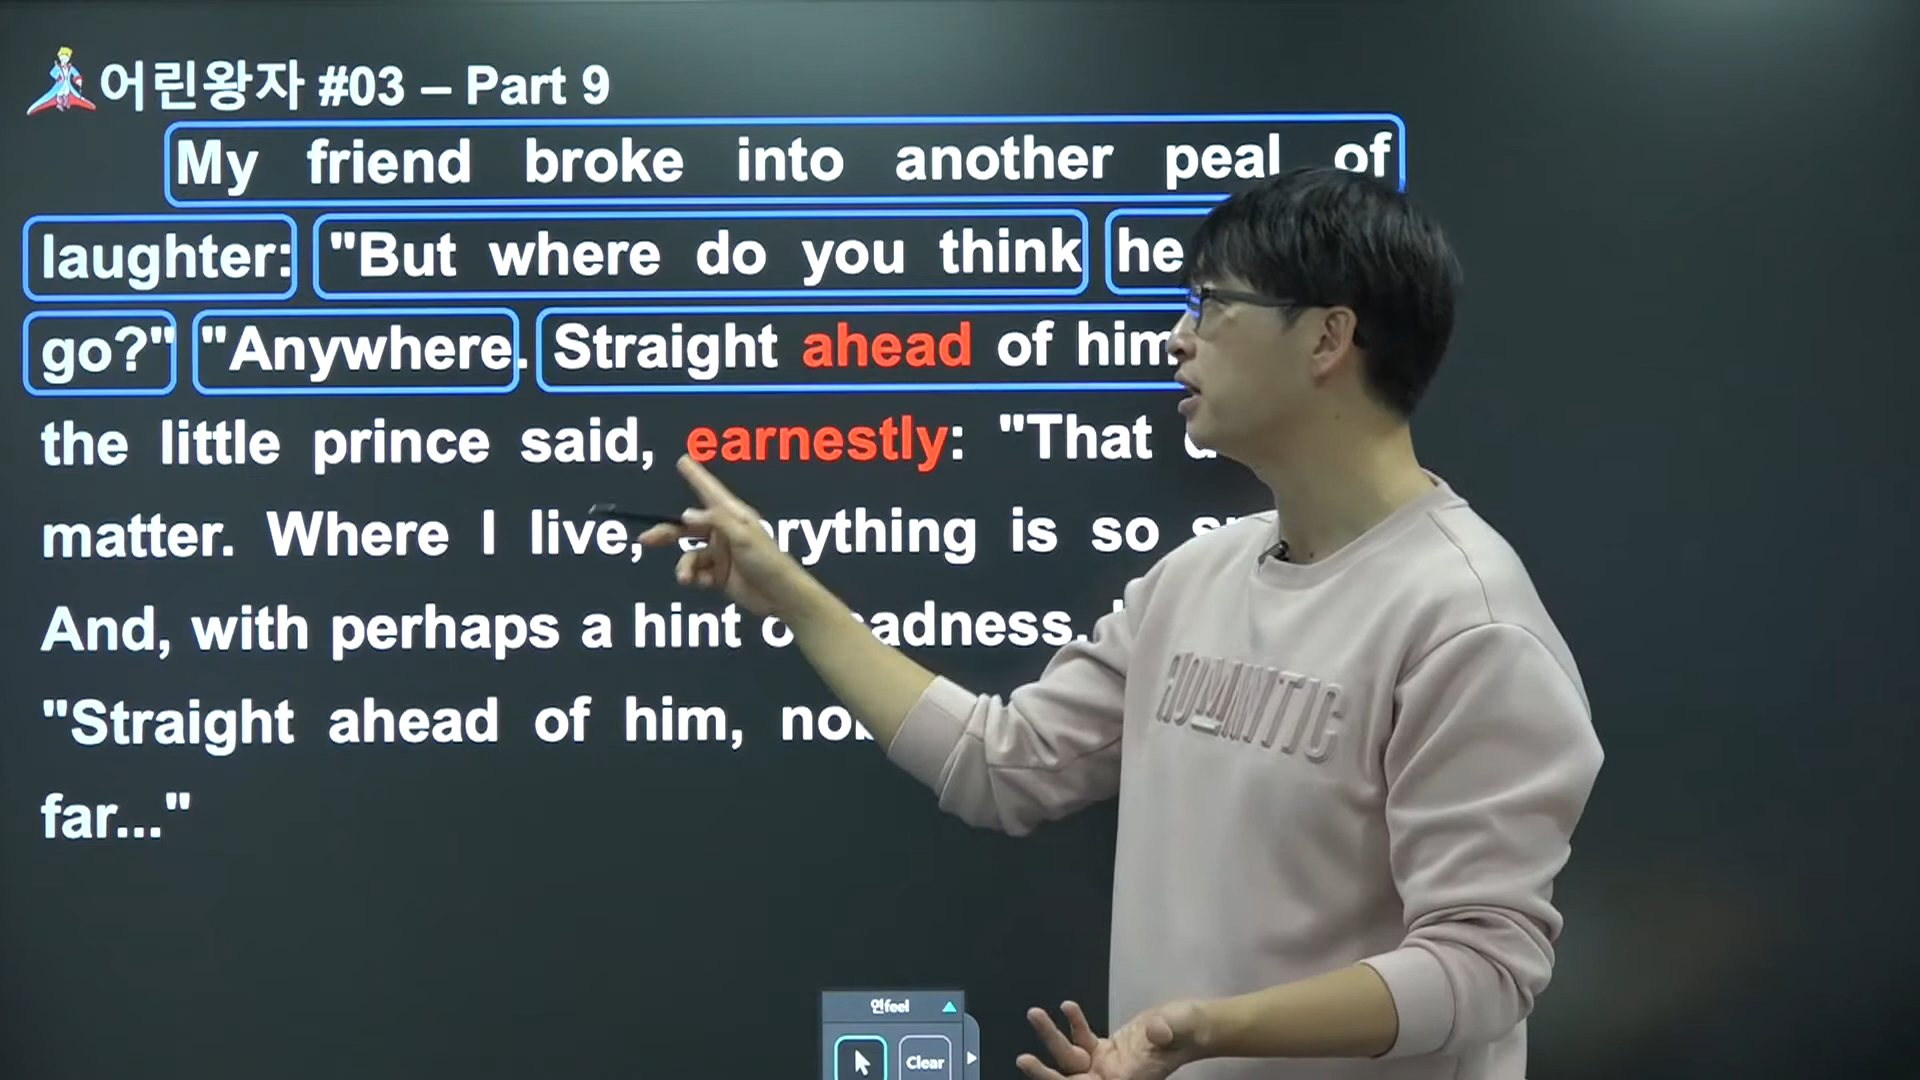 어린왕자 #03 – Part 9
My friend broke into another peal of
laughter: "But where do you think he
go?" "Anywhere. Straight ahead of him
the little prince said, earnestly: "That
matter. Where I live, is so
And, with perhaps a hint sadness.
"Straight ahead of him,
far..."
연feel
Clear